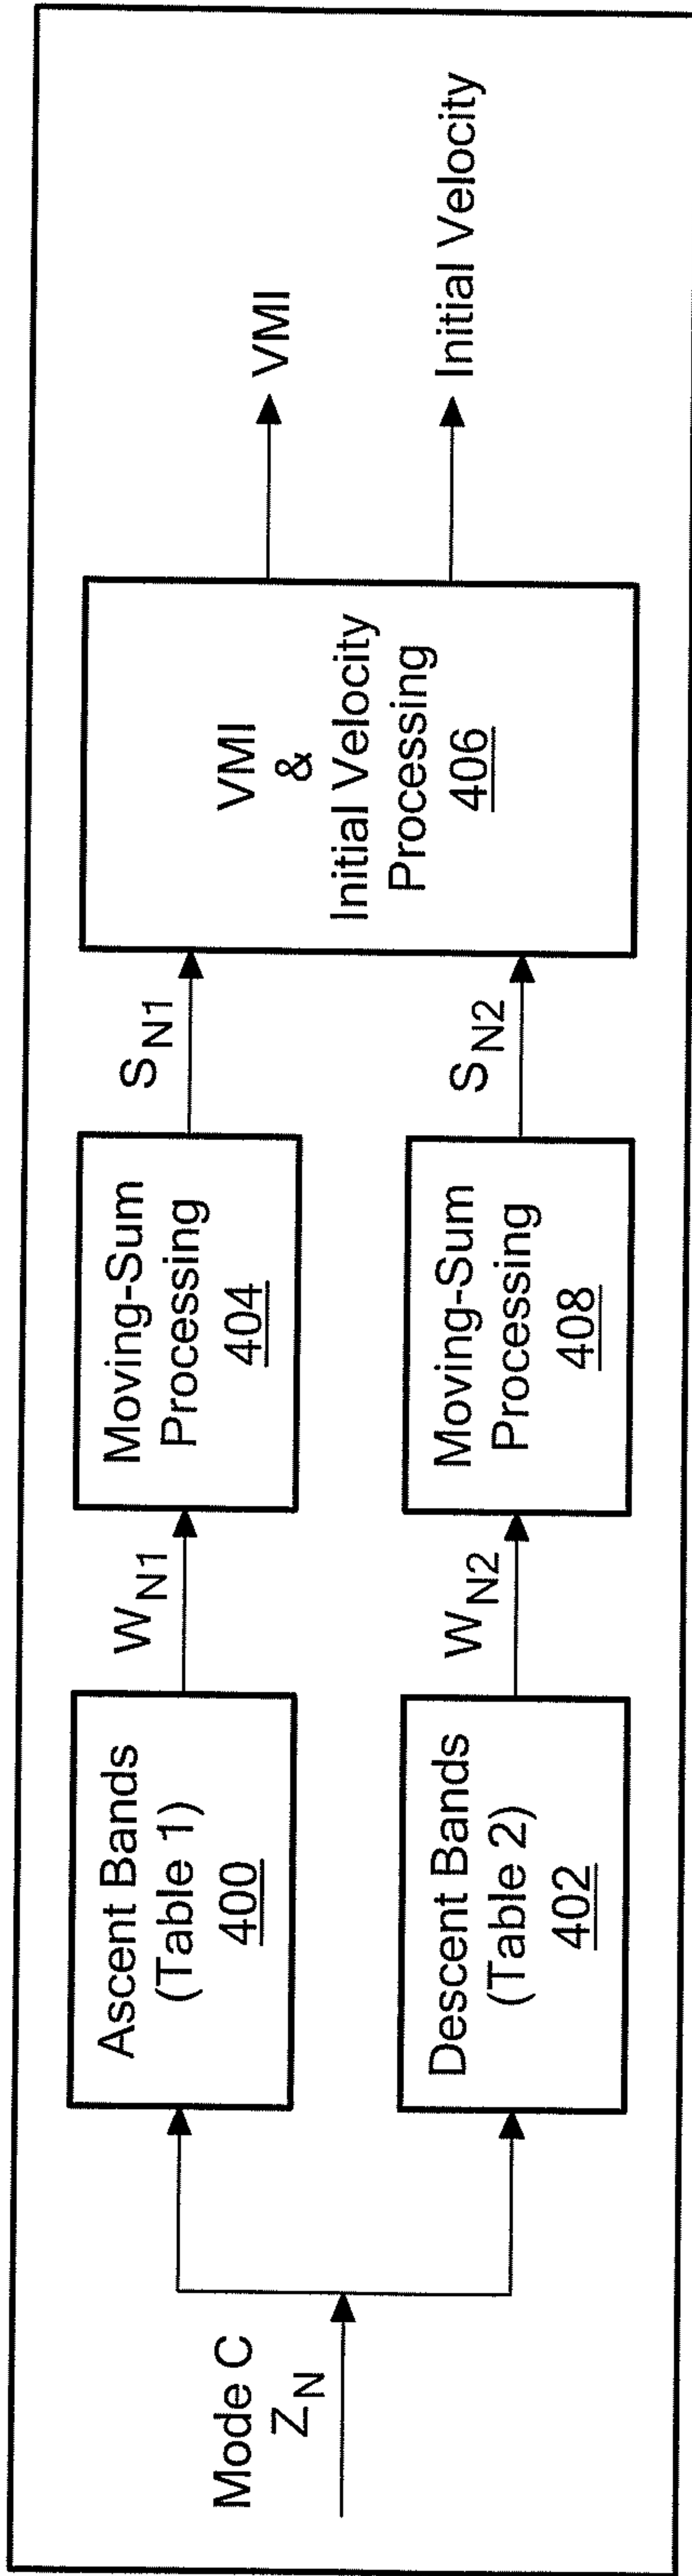 Mode C
Z_N
Ascent Bands
(Table 1)
400
W_N1
Moving-Sum
Processing
404
S_N1
Descent Bands
(Table 2)
402
W_N2
Moving-Sum
Processing
408
S_N2
VMI
&
Initial Velocity
Processing
406
VMI
Initial Velocity